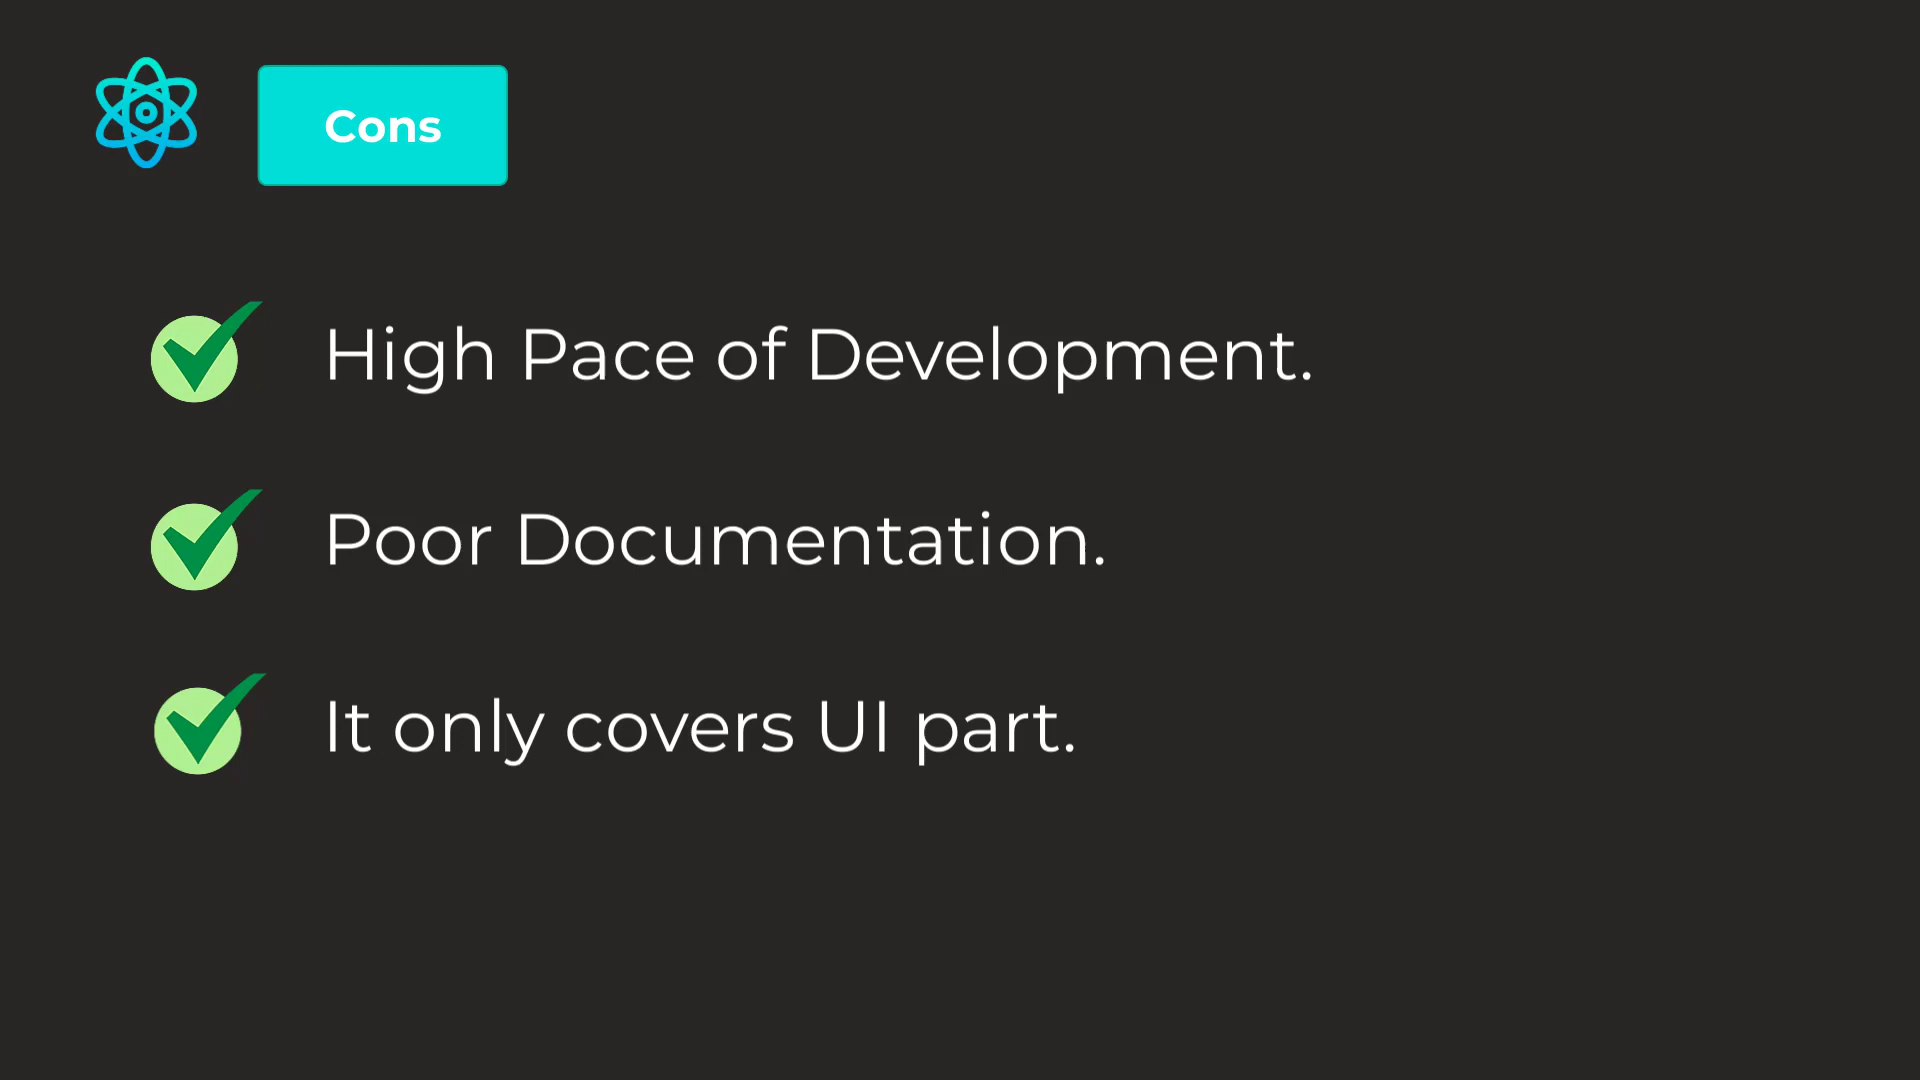 Cons
High Pace of Development.
Poor Documentation.
It only covers UI part.